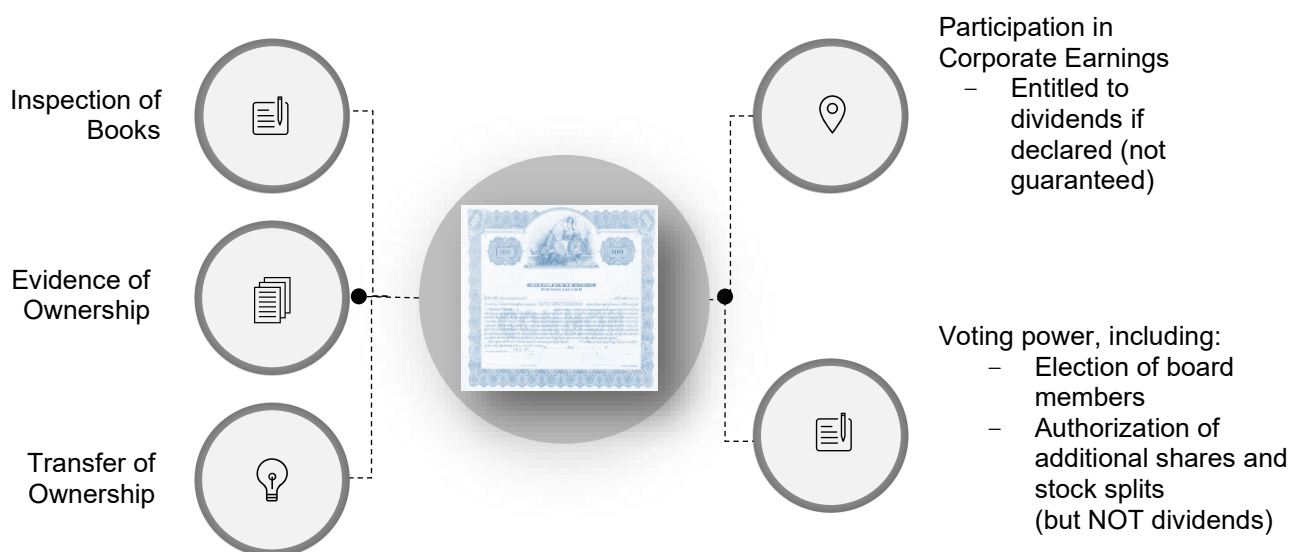 Inspection of
Books
Evidence of
Ownership
Transfer of
Ownership
Participation in
Corporate Earnings
– Entitled to
dividends if
declared (not
guaranteed)
Voting power, including:
– Election of board
members
– Authorization of
additional shares and
stock splits
(but NOT dividends)